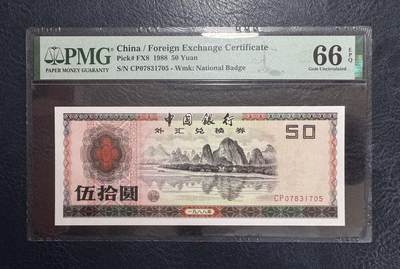 PMG
PAPER MONEY GUARANTY
China / Foreign Exchange Certificate
Pick# FX8 1988 50 Yuan
S/N CP07831705 - Wmk: National Badge
66 EPQ
Gem Uncirculated
中國銀行
外汇兑换券
50
伍拾圆
CP07831705
一九八八年